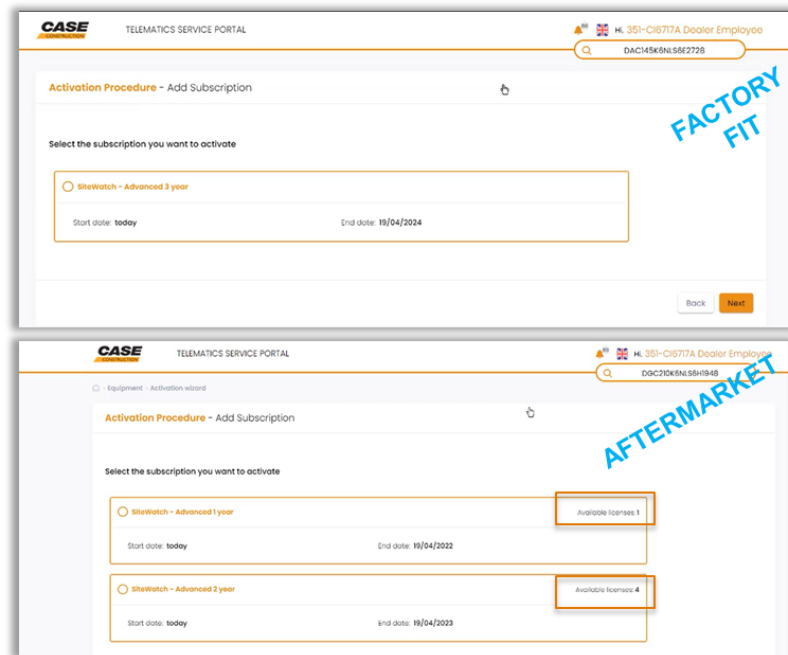 CASE
CONSTRUCTION
TELEMATICS SERVICE PORTAL
Hi, 351-CI6717A Dealer Employee
DAC145K6NLS6E2728
Activation Procedure - Add Subscription
FACTORY
FIT
Select the subscription you want to activate
SiteWatch - Advanced 3 year
Start date: today End date: 19/04/2024
Back Next
CASE
CONSTRUCTION
TELEMATICS SERVICE PORTAL
Hi, 351-CI6717A Dealer Employee
DGC210K6NLS6H1948
Equipment - Activation wizard
Activation Procedure - Add Subscription
AFTERMARKET
Select the subscription you want to activate
SiteWatch - Advanced 1 year Available licenses: 1
Start date: today End date: 19/04/2022
SiteWatch - Advanced 2 year Available licenses: 4
Start date: today End date: 19/04/2023